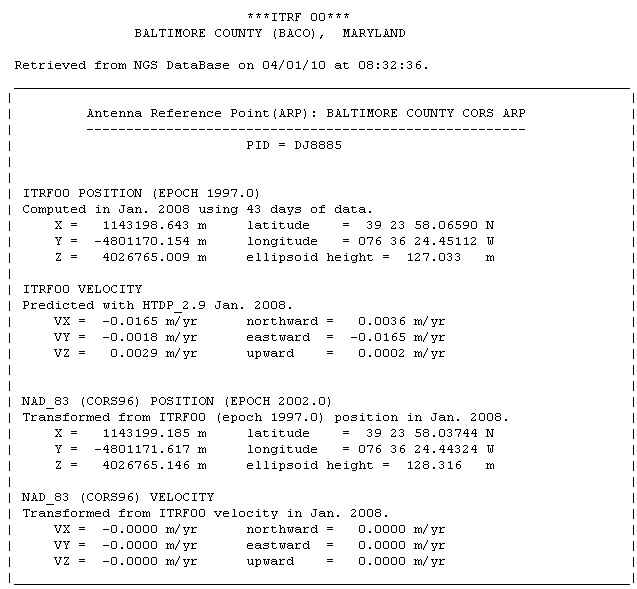 ***ITRF 00***
BALTIMORE COUNTY (BACO),  MARYLAND
Retrieved from NGS DataBase on 04/01/10 at 08:32:36.
Antenna Reference Point(ARP): BALTIMORE COUNTY CORS ARP
-------------------------------------------------------
PID = DJ8885
ITRF00 POSITION (EPOCH 1997.0)
Computed in Jan. 2008 using 43 days of data.
X =   1143198.643 m     latitude    =  39 23 58.06590 N
Y =  -4801170.154 m     longitude   = 076 36 24.45112 W
Z =   4026765.009 m     ellipsoid height =  127.033   m
ITRF00 VELOCITY
Predicted with HTDP_2.9 Jan. 2008.
VX =  -0.0165 m/yr      northward =   0.0036 m/yr
VY =  -0.0018 m/yr      eastward  =  -0.0165 m/yr
VZ =   0.0029 m/yr      upward    =   0.0002 m/yr
NAD_83 (CORS96) POSITION (EPOCH 2002.0)
Transformed from ITRF00 (epoch 1997.0) position in Jan. 2008.
X =   1143199.185 m     latitude    =  39 23 58.03744 N
Y =  -4801171.617 m     longitude   = 076 36 24.44324 W
Z =   4026765.146 m     ellipsoid height =  128.316   m
NAD_83 (CORS96) VELOCITY
Transformed from ITRF00 velocity in Jan. 2008.
VX =  -0.0000 m/yr      northward =   0.0000 m/yr
VY =  -0.0000 m/yr      eastward  =   0.0000 m/yr
VZ =  -0.0000 m/yr      upward    =   0.0000 m/yr